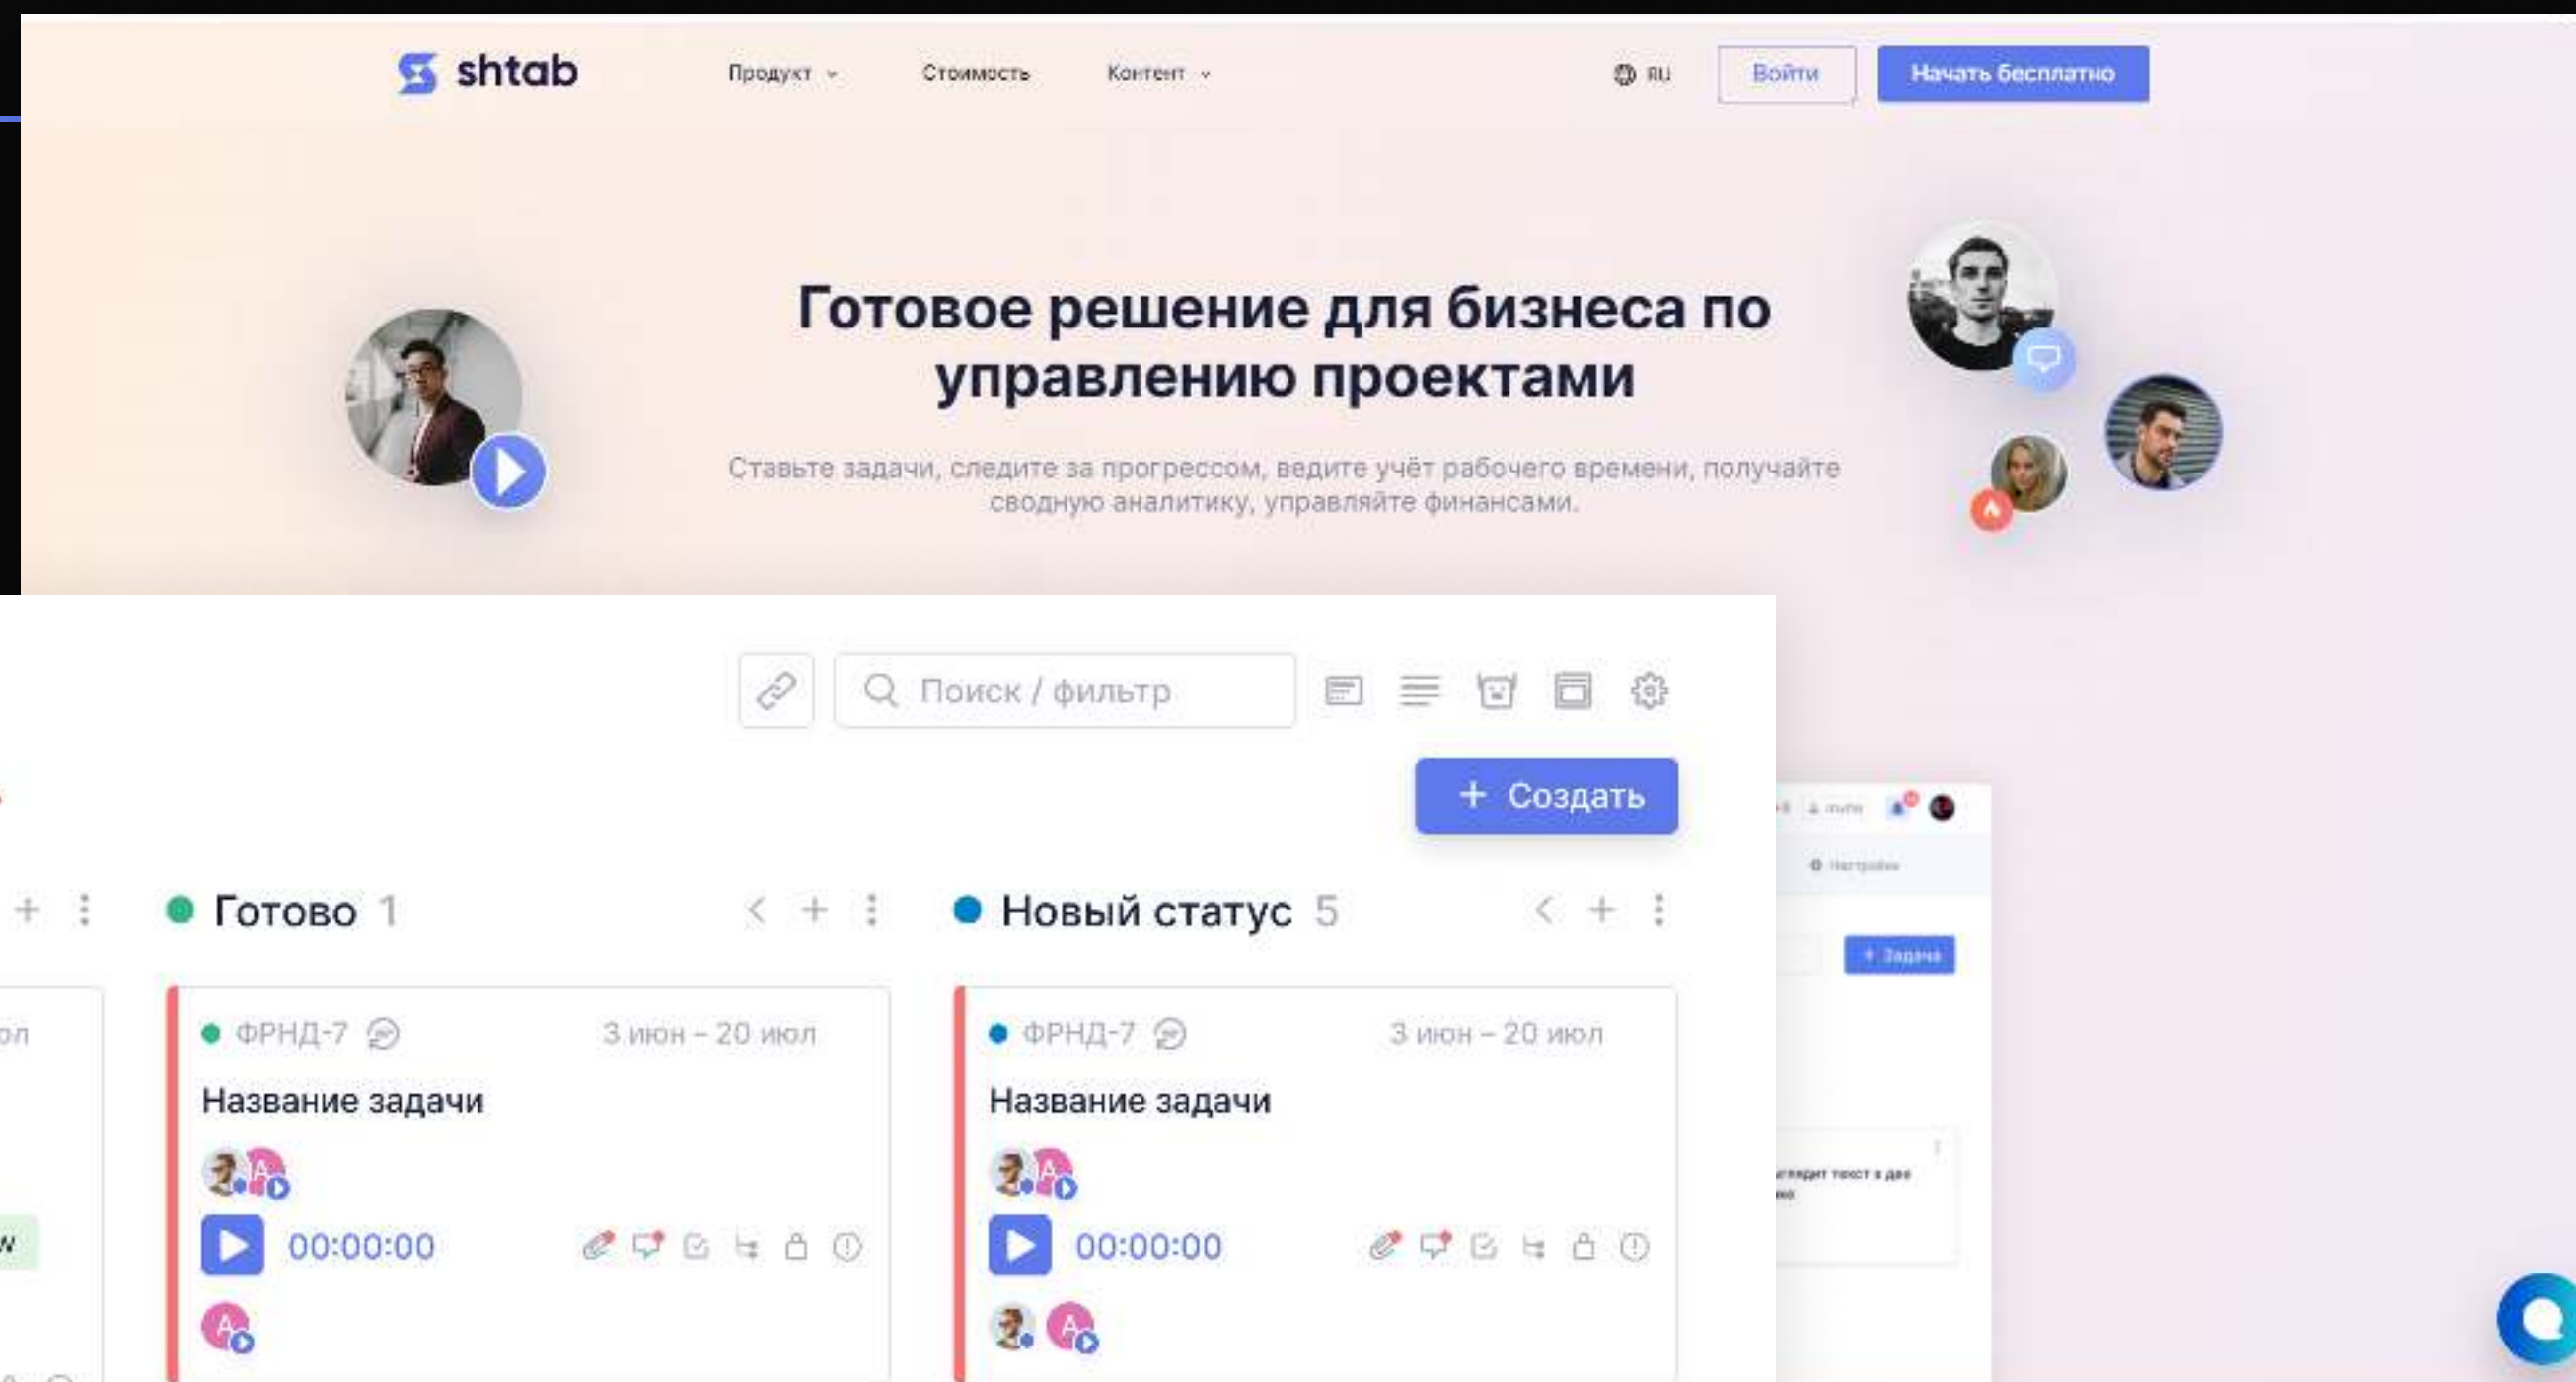 shtab
Продукт
Стоимость
Контент
RU
Войти
Начать бесплатно
Готовое решение для бизнеса по
управлению проектами
Ставьте задачи, следите за прогрессом, ведите учёт рабочего времени, получайте
сводную аналитику, управляйте финансами.
Поиск / фильтр
+ Создать
Готово 1
Новый статус 5
ФРНД-7
3 июн – 20 июл
ФРНД-7
3 июн – 20 июл
Название задачи
Название задачи
A
A
00:00:00
00:00:00
A
A
Настройки
+ Задача
текст в две